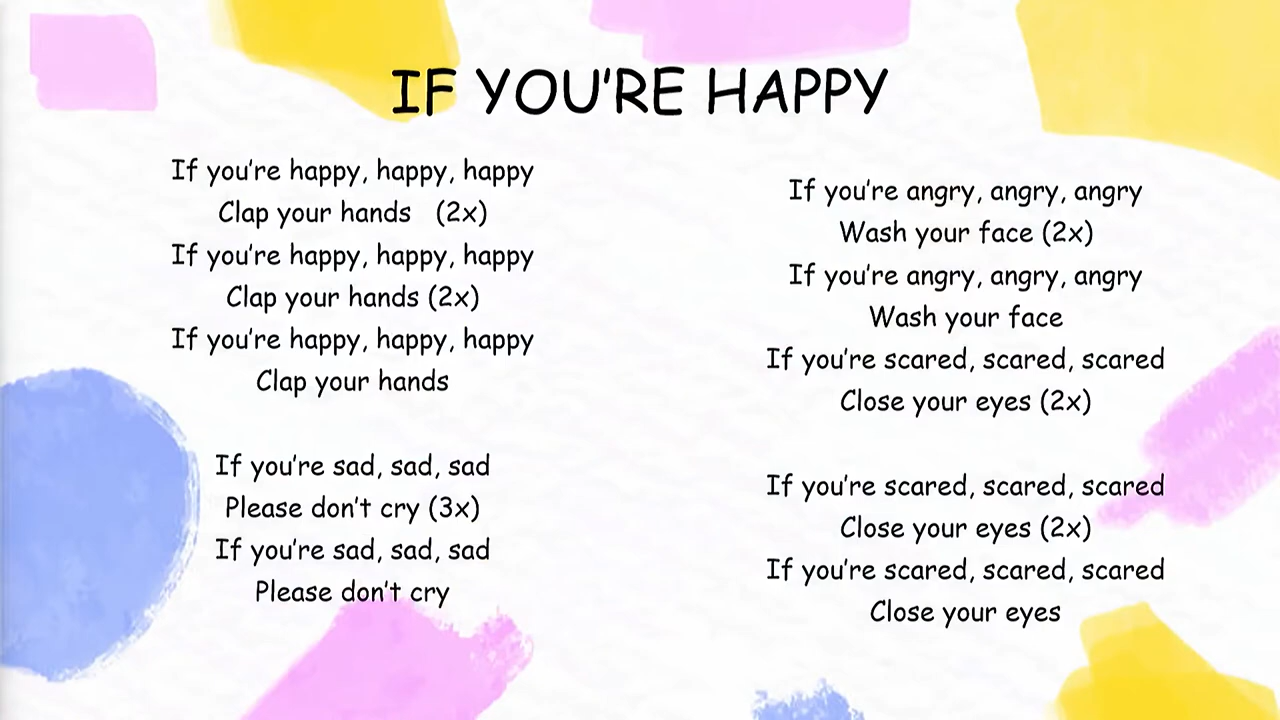 IF YOU'RE HAPPY
If you're happy, happy, happy
Clap your hands (2x)
If you're happy, happy, happy
Clap your hands (2x)
If you're happy, happy, happy
Clap your hands
If you're sad, sad, sad
Please don't cry (3x)
If you're sad, sad, sad
Please don't cry
If you're angry, angry, angry
Wash your face (2x)
If you're angry, angry, angry
Wash your face
If you're scared, scared, scared
Close your eyes (2x)
If you're scared, scared, scared
Close your eyes (2x)
If you're scared, scared, scared
Close your eyes